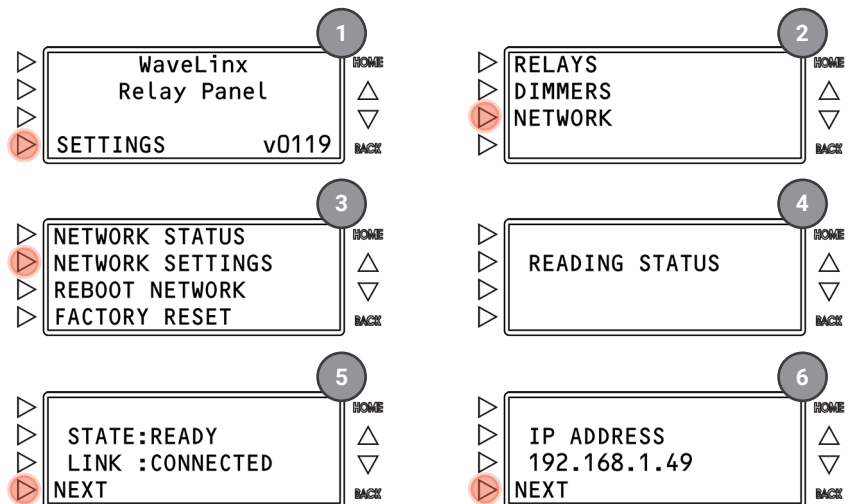 1
WaveLinx
Relay Panel
SETTINGS v0119
HOME
BACK
2
RELAYS
DIMMERS
NETWORK
HOME
BACK
3
NETWORK STATUS
NETWORK SETTINGS
REBOOT NETWORK
FACTORY RESET
HOME
BACK
4
READING STATUS
HOME
BACK
5
STATE:READY
LINK :CONNECTED
NEXT
HOME
BACK
6
IP ADDRESS
192.168.1.49
NEXT
HOME
BACK